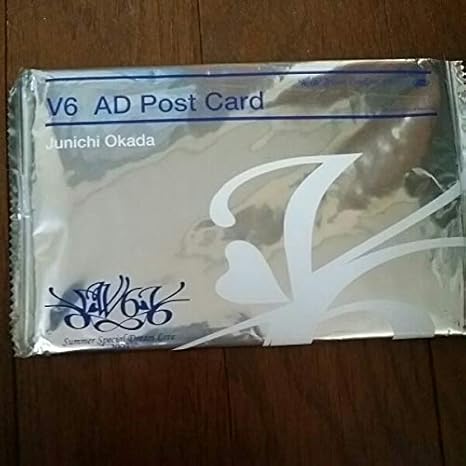 V6 AD Post Card
Junichi Okada
V6
Summer Special Dream Live